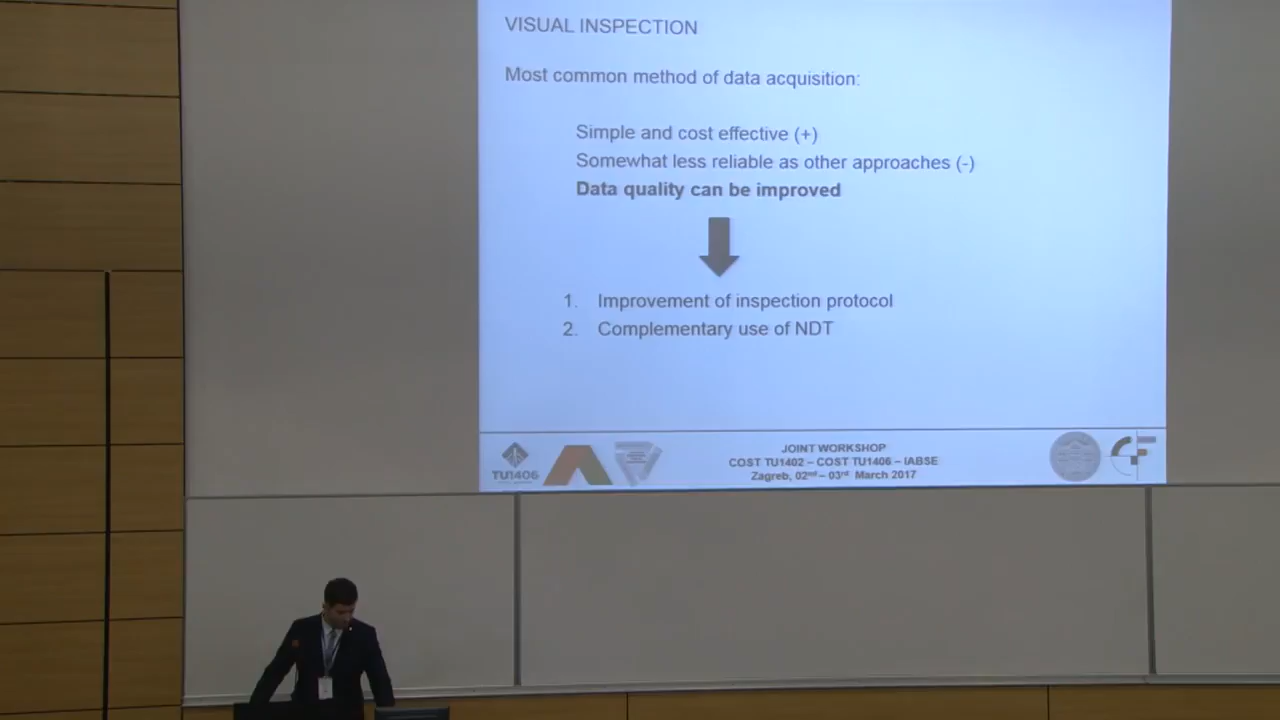 VISUAL INSPECTION
Most common method of data acquisition:
Simple and cost effective (+)
Somewhat less reliable as other approaches (-)
Data quality can be improved
1. Improvement of inspection protocol
2. Complementary use of NDT
TU1406
JOINT WORKSHOP
COST TU1402 – COST TU1406 – IABSE
Zagreb, 02nd – 03rd March 2017